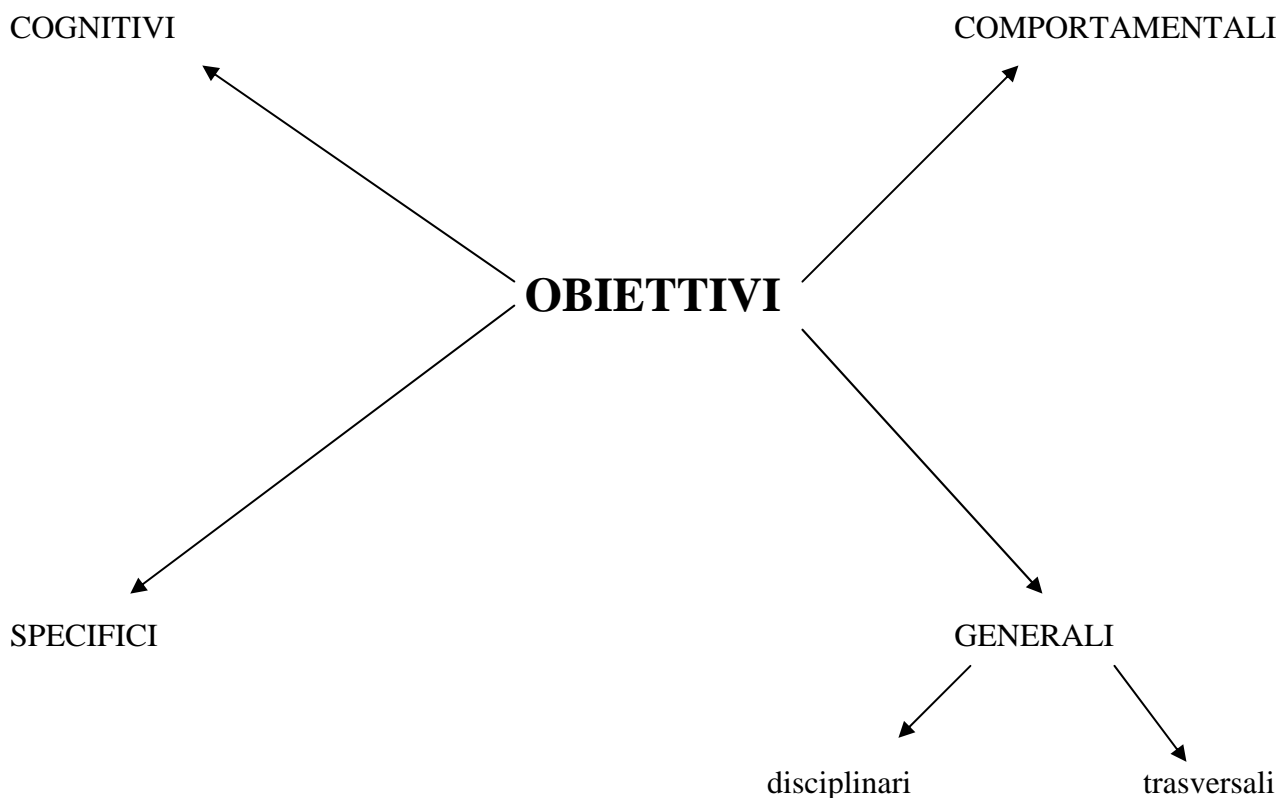 COGNITIVI
COMPORTAMENTALI
OBIETTIVI
SPECIFICI
GENERALI
disciplinari
trasversali